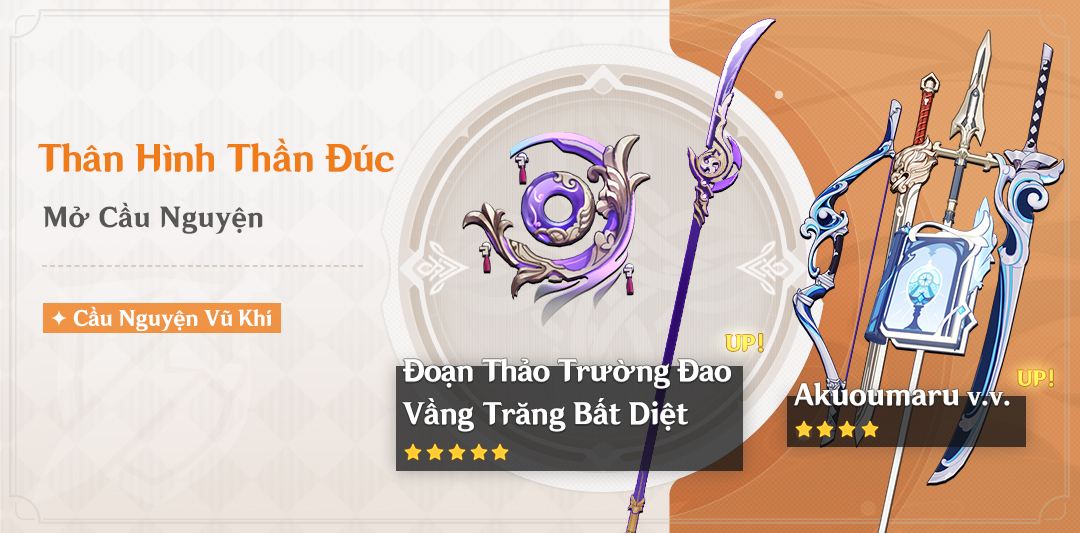 Thân Hình Thần Đúc
Mở Cầu Nguyện
✦ Cầu Nguyện Vũ Khí
UP!
Đoạn Thảo Trường Đao
Vầng Trăng Bất Diệt
UP!
Akuoumaru v.v.